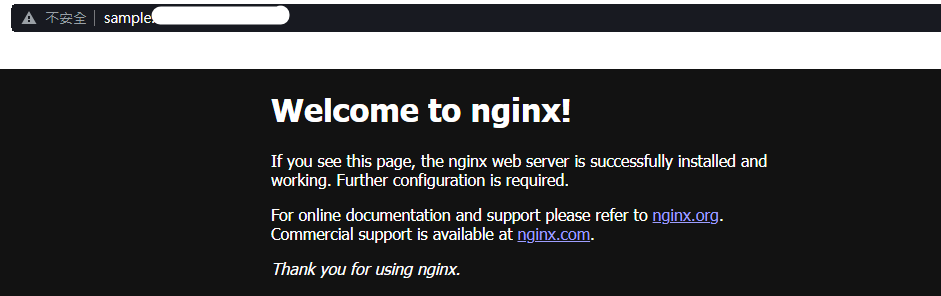 不安全 sample.
Welcome to nginx!
If you see this page, the nginx web server is successfully installed and
working. Further configuration is required.
For online documentation and support please refer to nginx.org.
Commercial support is available at nginx.com.
Thank you for using nginx.